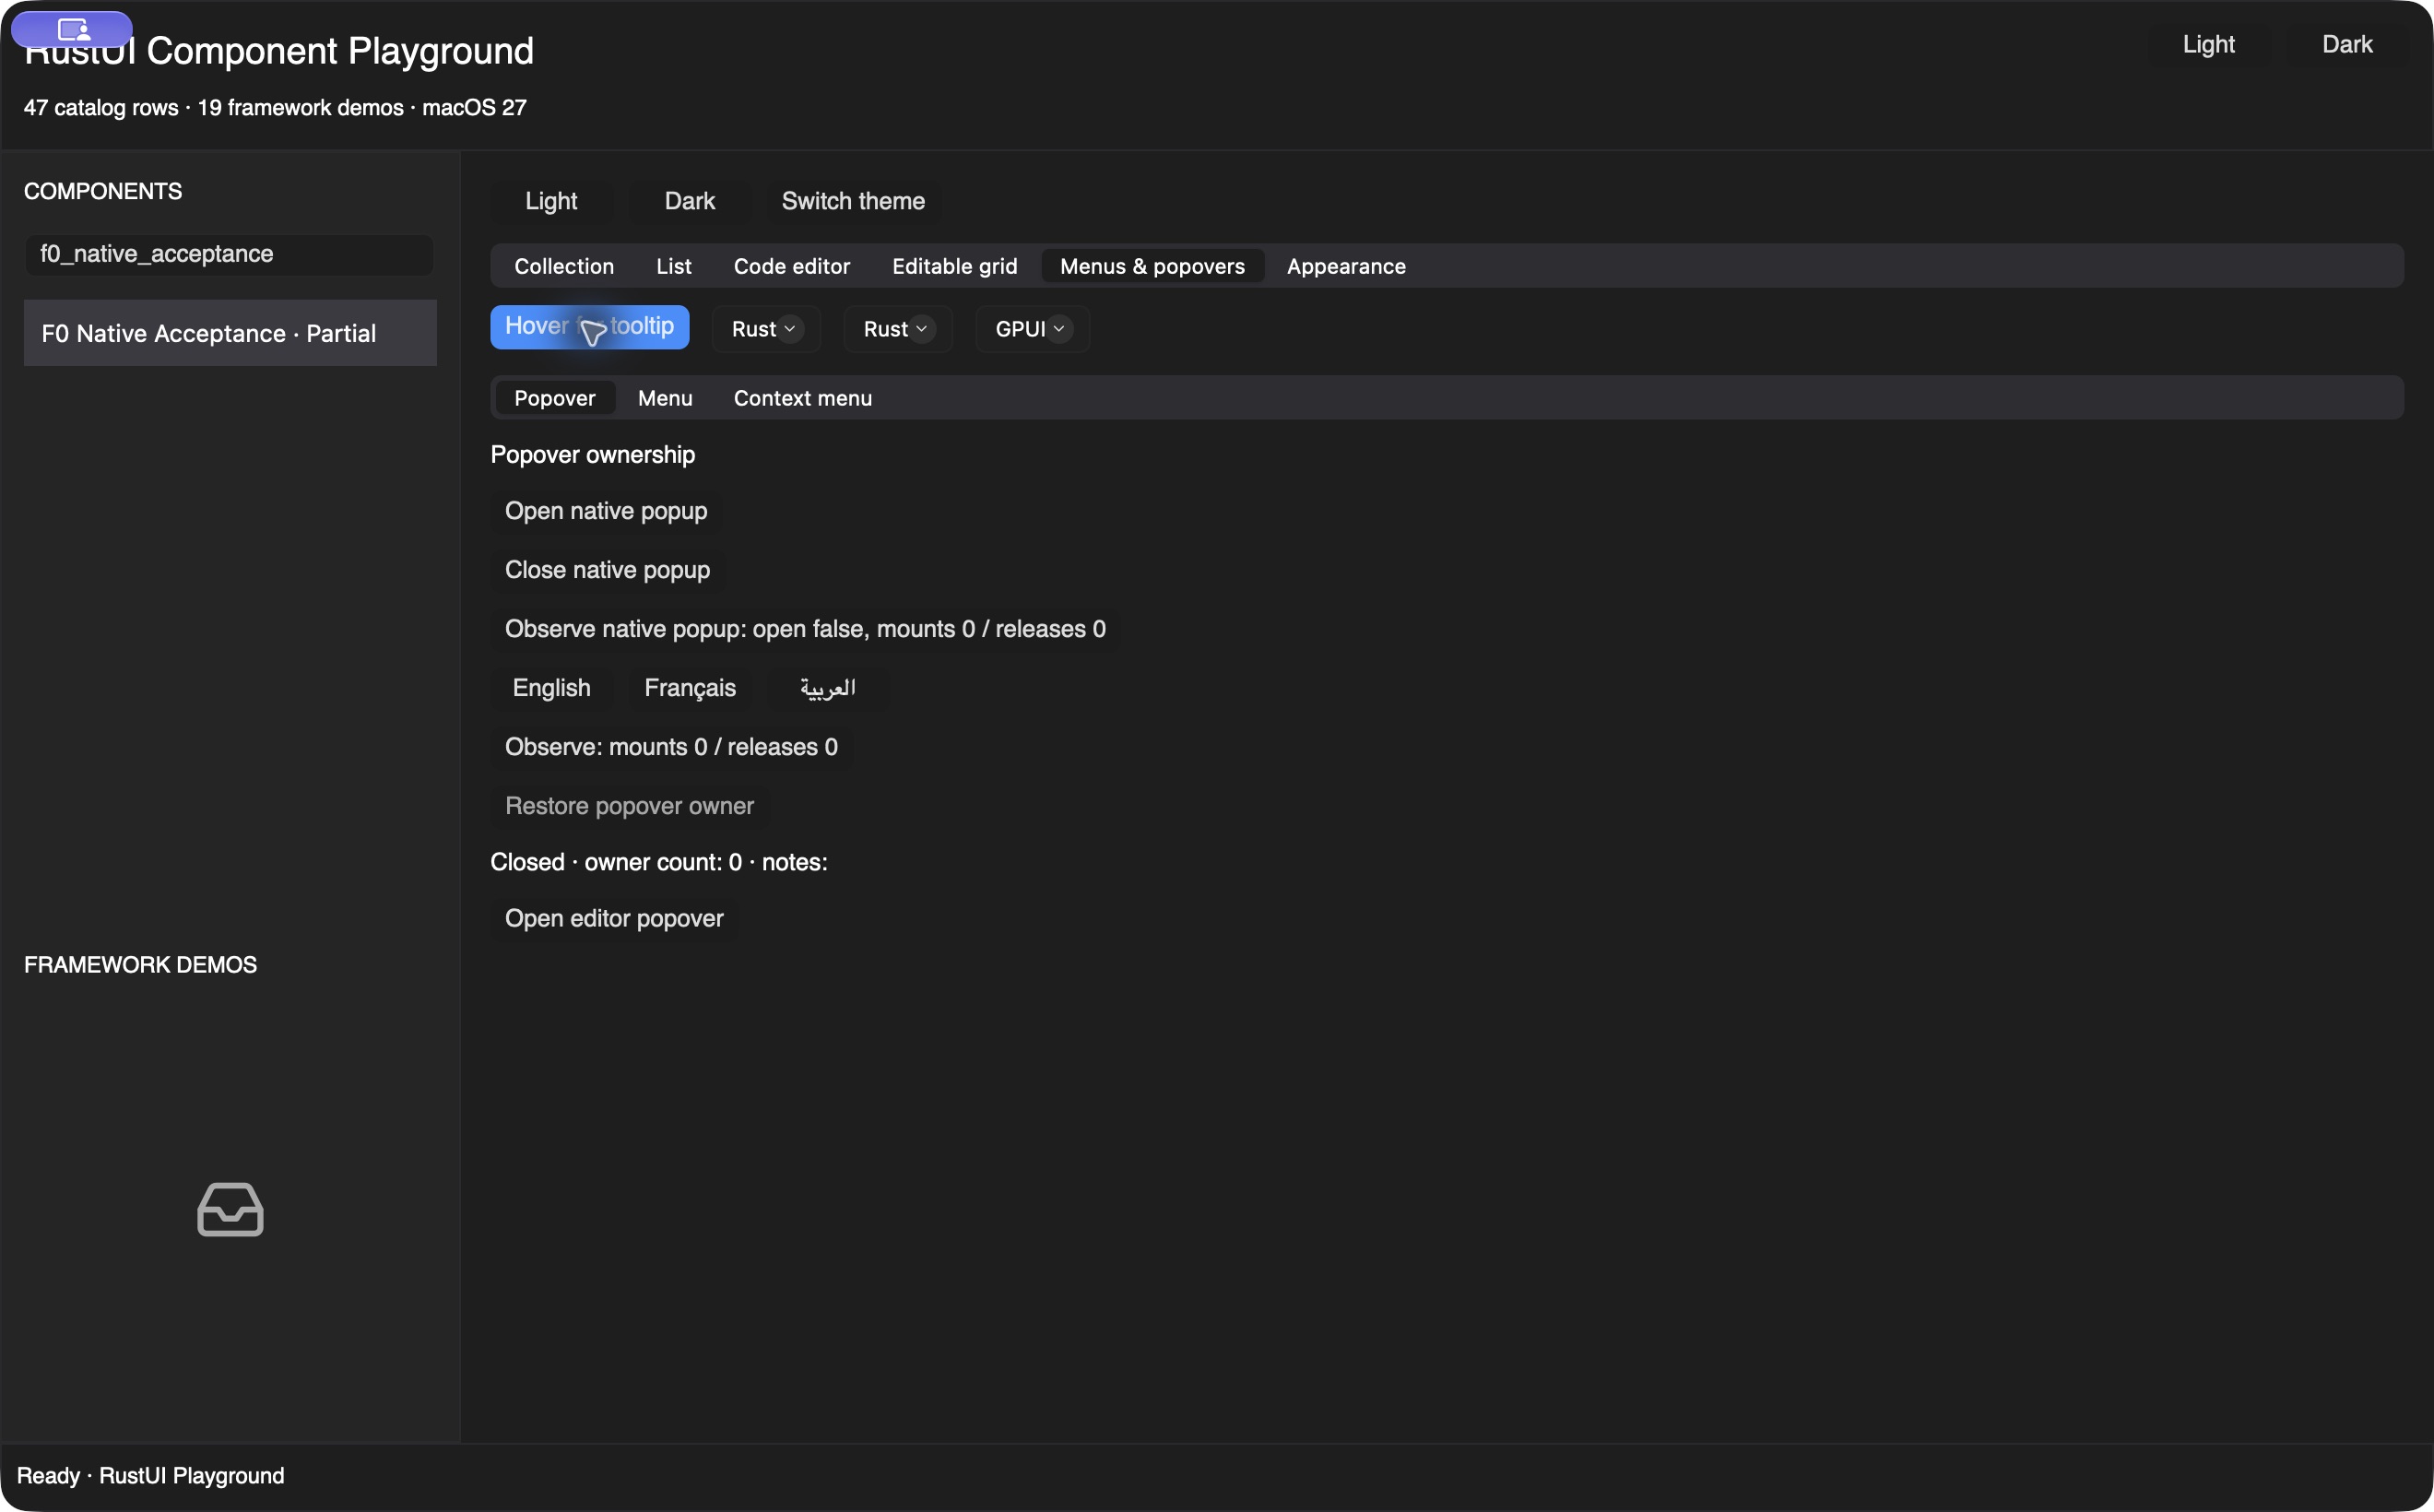 RustUI Component Playground
Light Dark
47 catalog rows · 19 framework demos · macOS 27
COMPONENTS
f0_native_acceptance
F0 Native Acceptance · Partial
FRAMEWORK DEMOS
Light Dark Switch theme
Collection List Code editor Editable grid Menus & popovers Appearance
Hover for tooltip Rust Rust GPUI
Popover Menu Context menu
Popover ownership
Open native popup
Close native popup
Observe native popup: open false, mounts 0 / releases 0
English Français العربية
Observe: mounts 0 / releases 0
Restore popover owner
Closed · owner count: 0 · notes:
Open editor popover
Ready · RustUI Playground